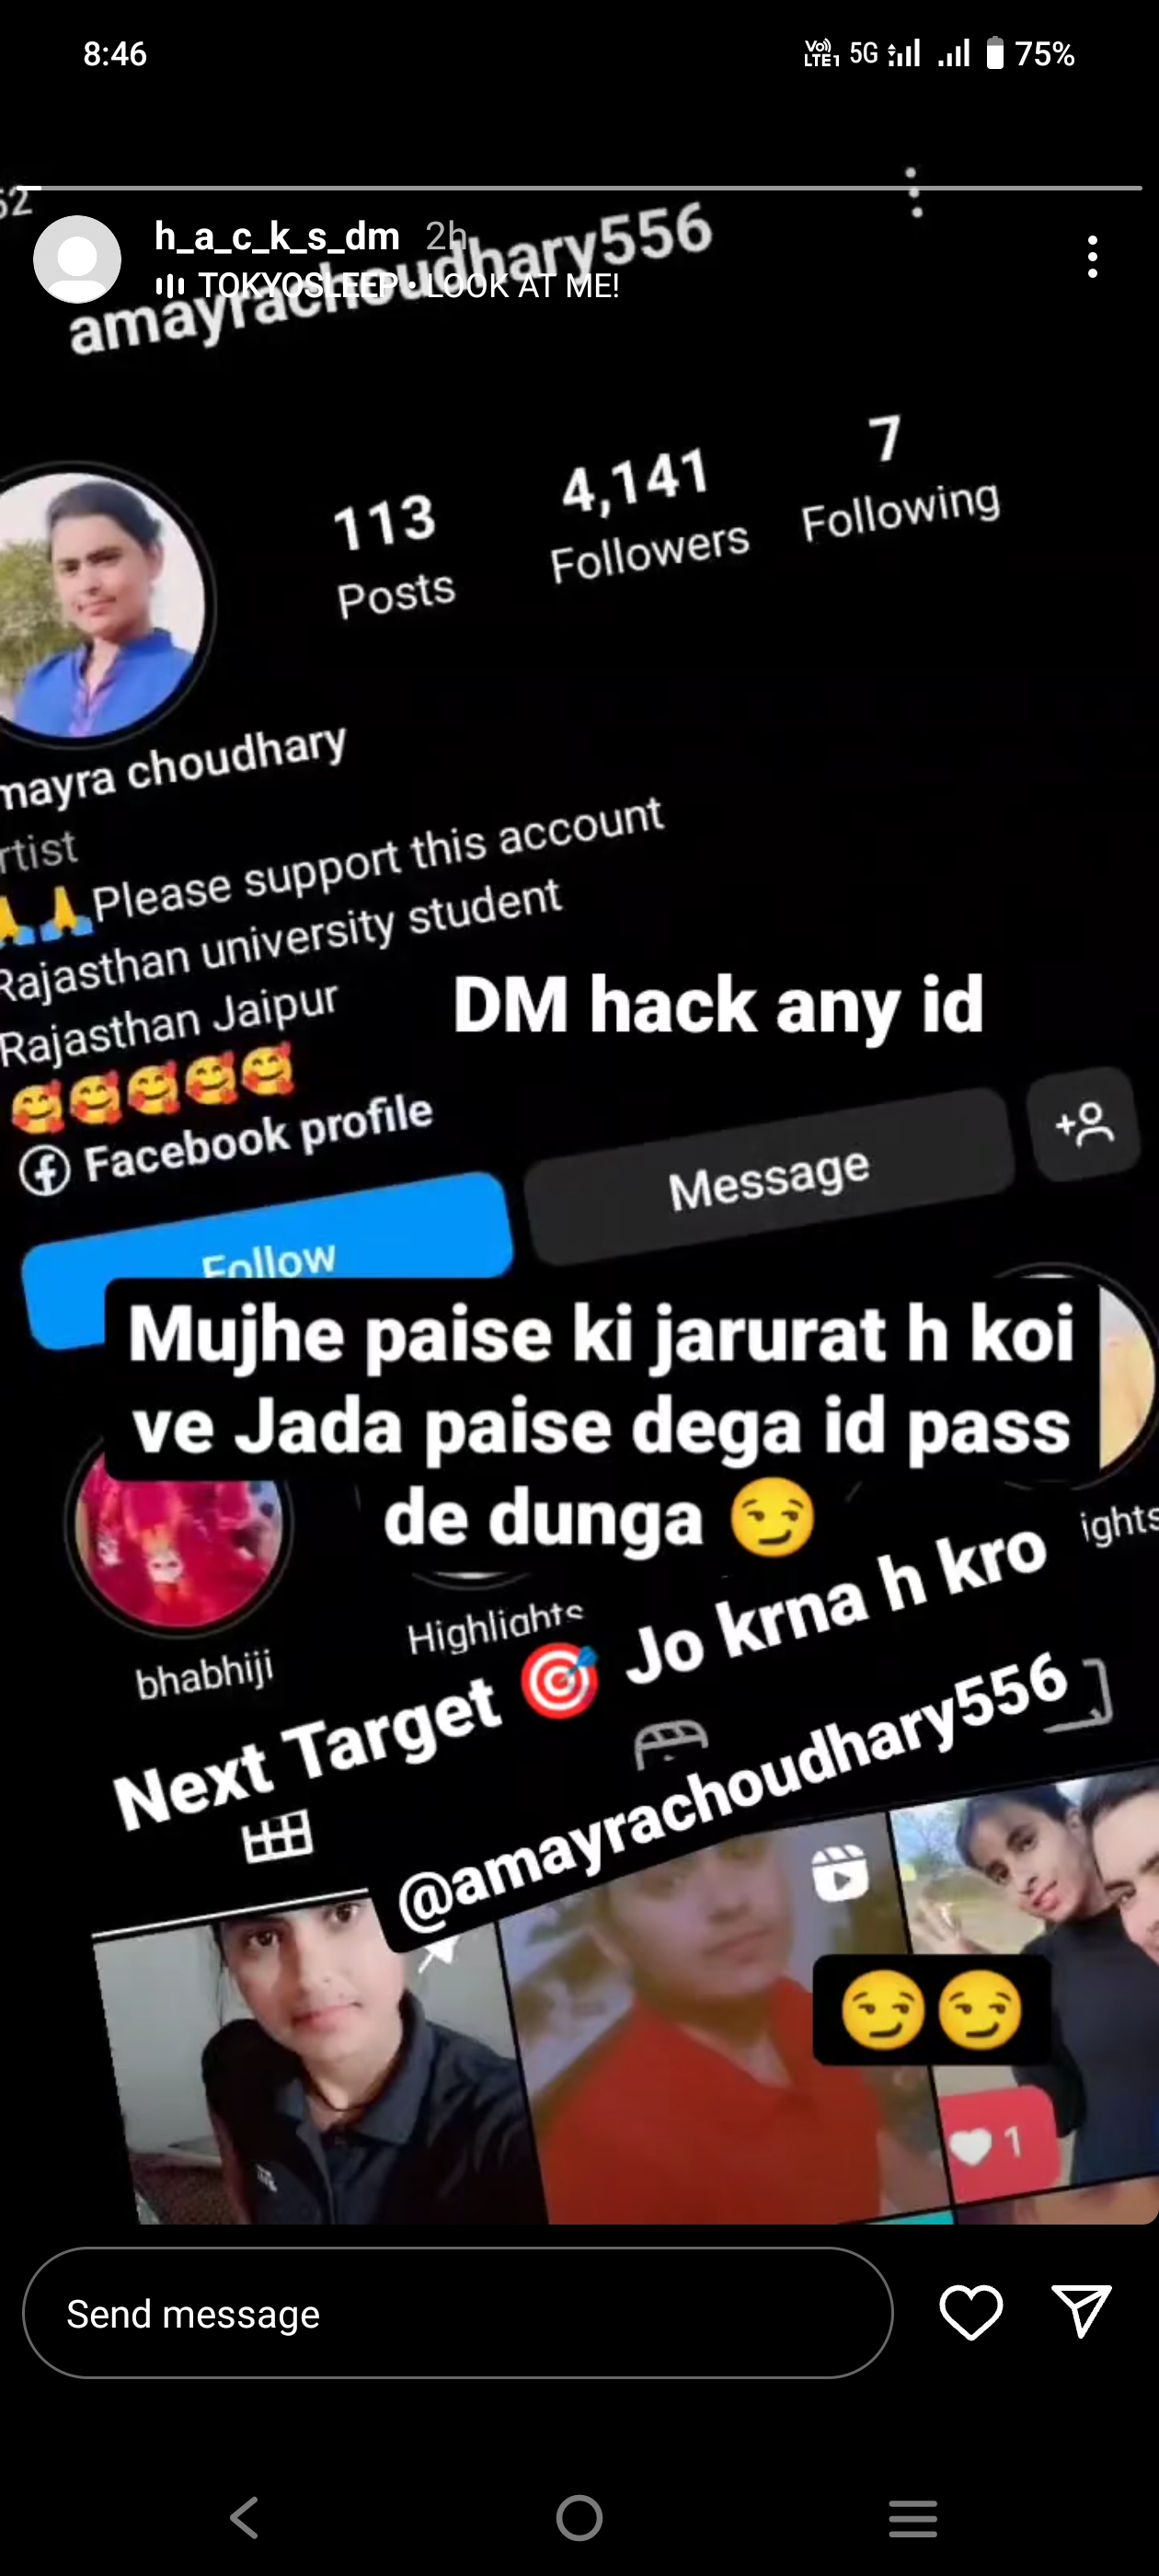 8:46
Vo) LTE1 5G 75%
52
h_a_c_k_s_dm 2h
TOKYOSLEEP • LOOK AT ME!
amayrachoudhary556
113 Posts
4,141 Followers
7 Following
mayra choudhary
rtist
🙏🙏Please support this account
Rajasthan university student
Rajasthan Jaipur
🥰🥰🥰🥰🥰
DM hack any id
Facebook profile
Follow
Message
Mujhe paise ki jarurat h koi
ve Jada paise dega id pass
de dunga 😏
bhabhiji
Highlights
ights
Next Target 🎯 Jo krna h kro
@amayrachoudhary556
😏😏
1
Send message